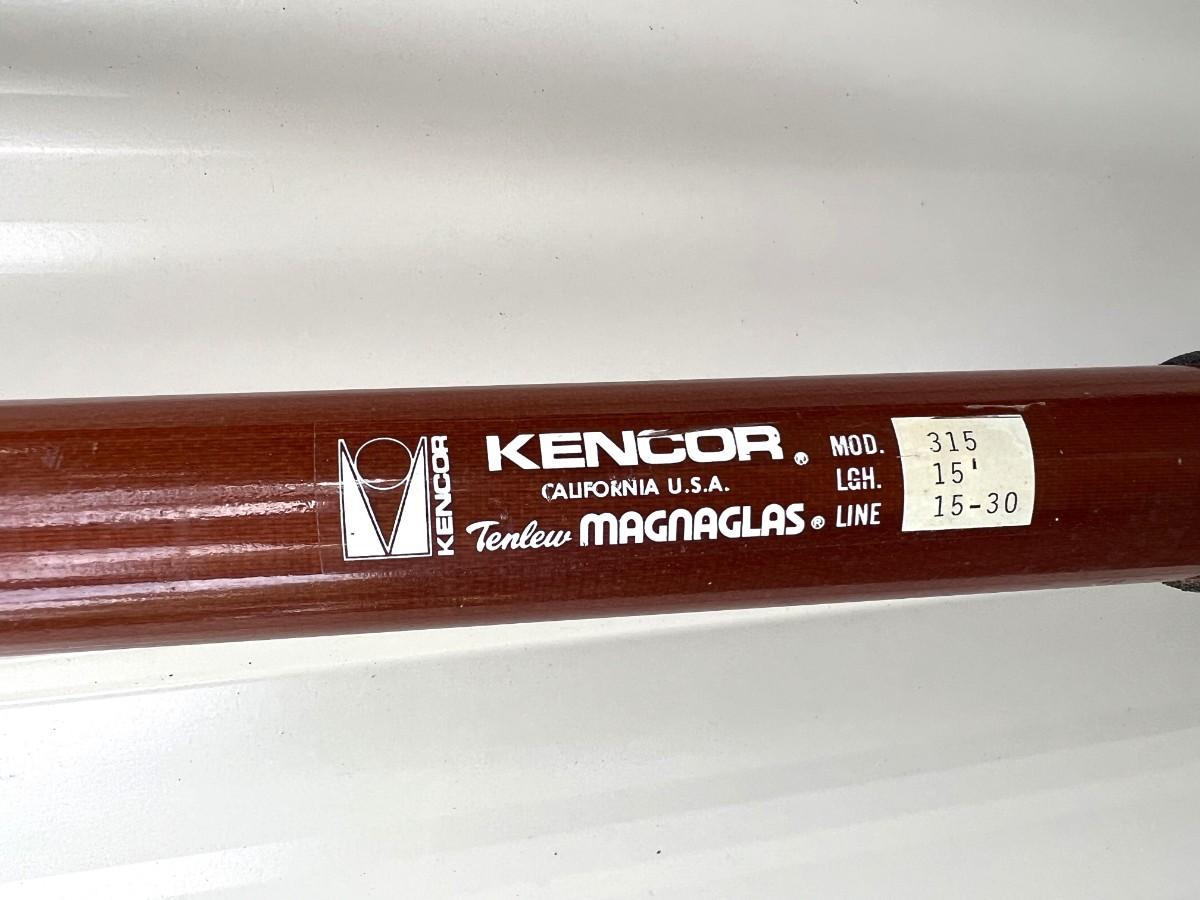 KENCOR
KENCOR®
CALIFORNIA U.S.A.
Tenlew MAGNAGLAS®
MOD. 315
LGH. 15'
LINE 15-30